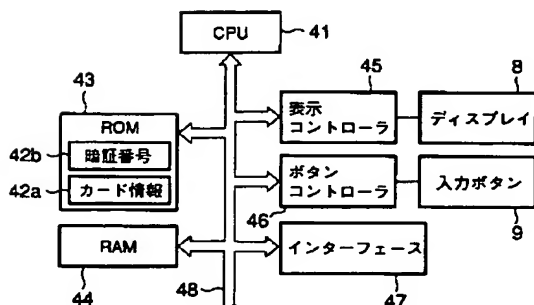 CPU
41
43
45
8
ROM
42b
暗証番号
42a
カード情報
表示
コントローラ
ディスプレイ
ボタン
コントローラ
入力ボタン
46
9
RAM
44
48
インターフェース
47